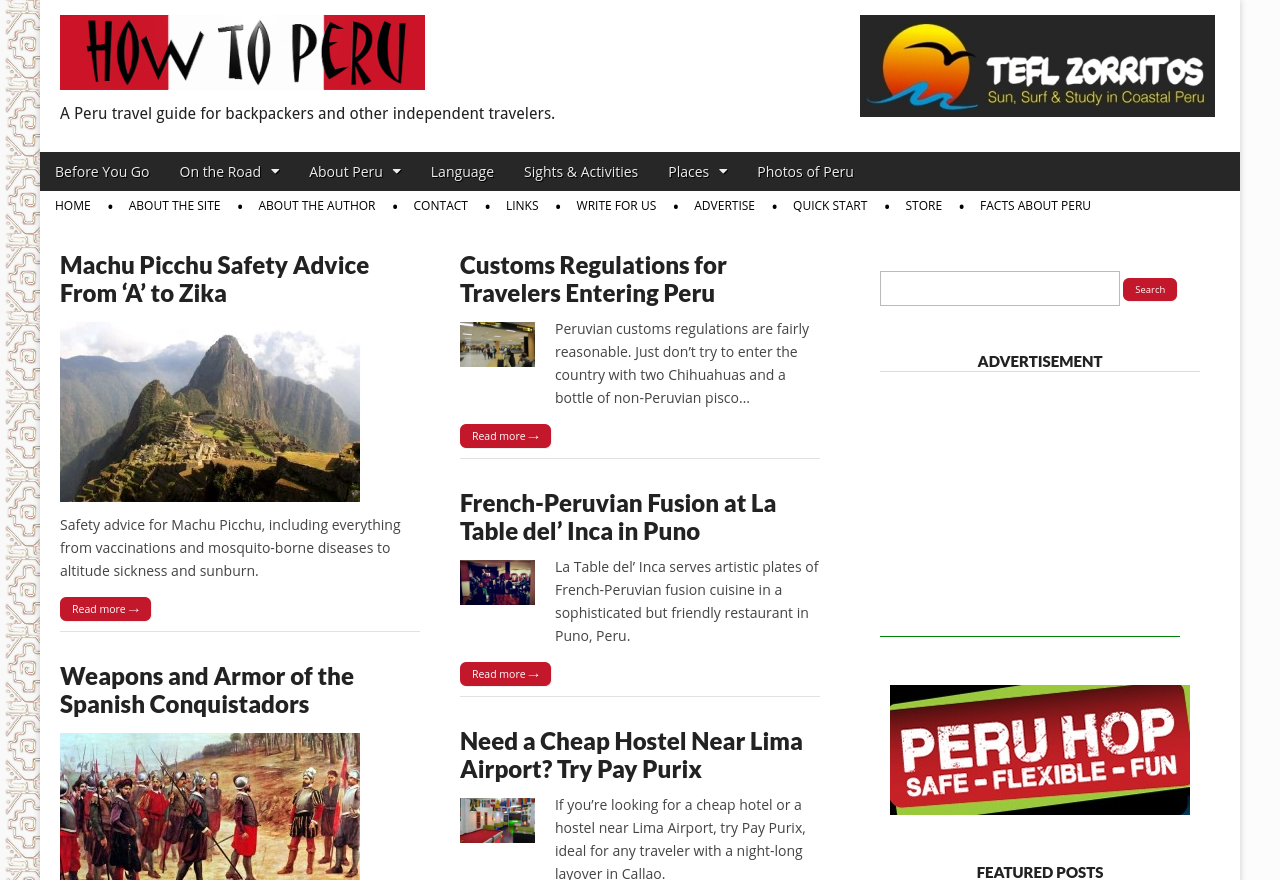 HOW TO PERU
TEFL ZORRITOS
Sun, Surf & Study in Coastal Peru
A Peru travel guide for backpackers and other independent travelers.
Before You Go On the Road About Peru Language Sights & Activities Places Photos of Peru
HOME • ABOUT THE SITE • ABOUT THE AUTHOR • CONTACT • LINKS • WRITE FOR US • ADVERTISE • QUICK START • STORE • FACTS ABOUT PERU
Machu Picchu Safety Advice
From ‘A’ to Zika
Safety advice for Machu Picchu, including everything
from vaccinations and mosquito-borne diseases to
altitude sickness and sunburn.
Read more →
Weapons and Armor of the
Spanish Conquistadors
Customs Regulations for
Travelers Entering Peru
Peruvian customs regulations are fairly
reasonable. Just don’t try to enter the
country with two Chihuahuas and a
bottle of non-Peruvian pisco…
Read more →
French-Peruvian Fusion at La
Table del’ Inca in Puno
La Table del’ Inca serves artistic plates of
French-Peruvian fusion cuisine in a
sophisticated but friendly restaurant in
Puno, Peru.
Read more →
Need a Cheap Hostel Near Lima
Airport? Try Pay Purix
If you’re looking for a cheap hotel or a
hostel near Lima Airport, try Pay Purix,
ideal for any traveler with a night-long
layover in Callao.
Search
ADVERTISEMENT
PERU HOP
SAFE - FLEXIBLE - FUN
FEATURED POSTS